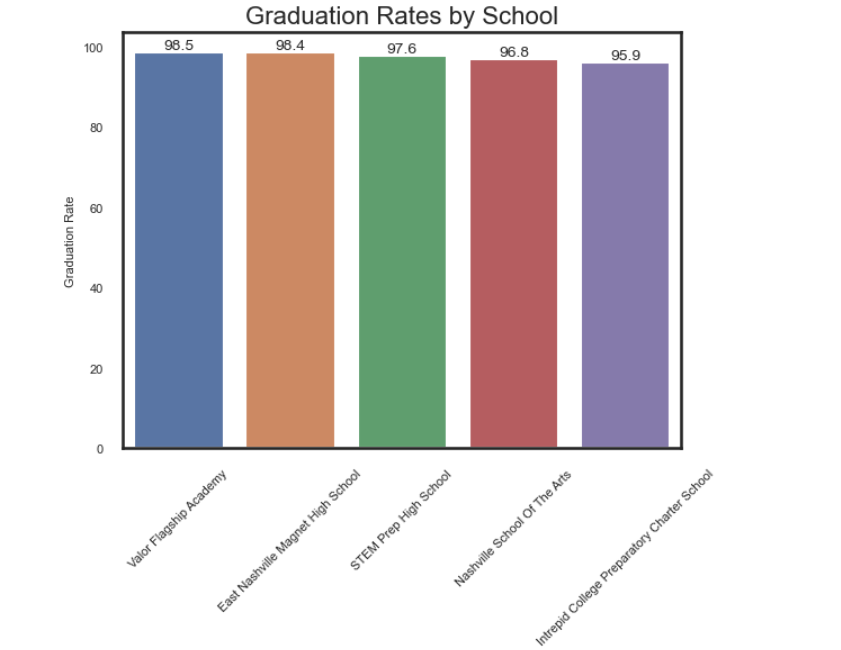 Graduation Rates by School
98.5
98.4
97.6
96.8
95.9
100
80
60
40
20
0
Graduation Rate
Valor Flagship Academy
East Nashville Magnet High School
STEM Prep High School
Nashville School Of The Arts
Intrepid College Preparatory Charter School